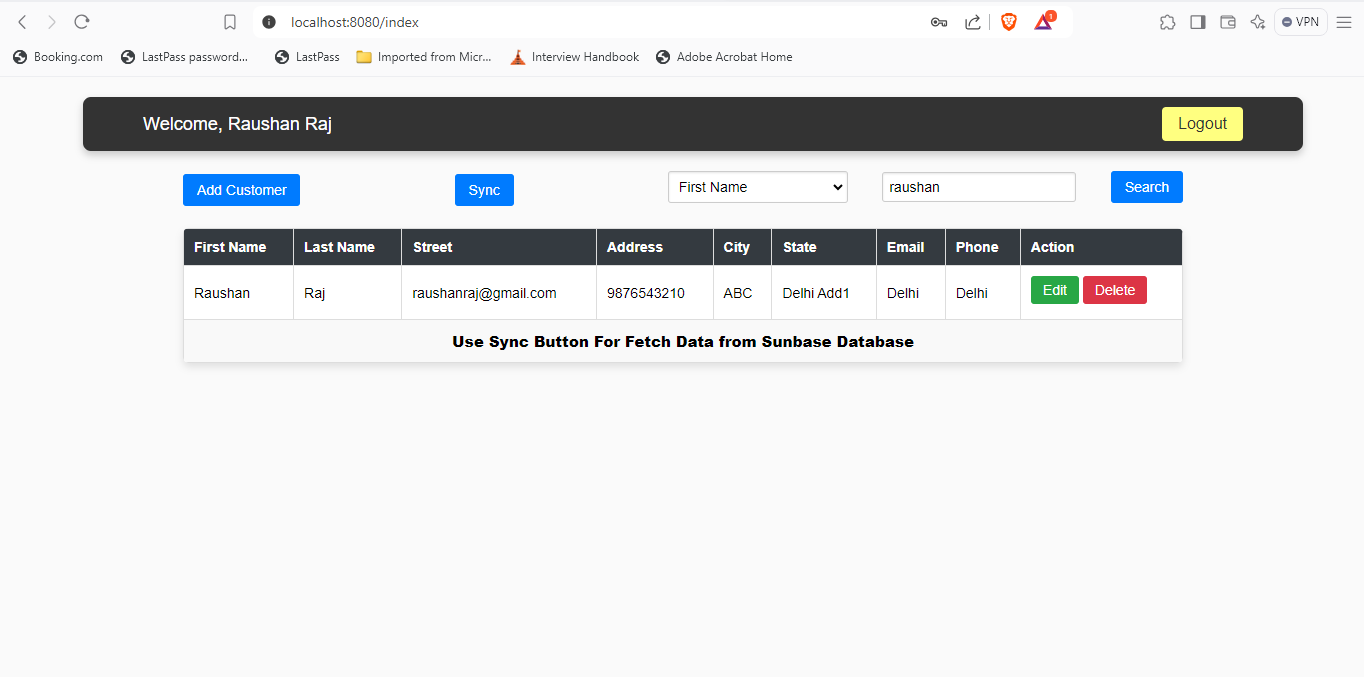 localhost:8080/index
1
VPN
Booking.com LastPass password... LastPass Imported from Micr... Interview Handbook Adobe Acrobat Home
Welcome, Raushan Raj Logout
Add Customer Sync First Name raushan Search
First Name Last Name Street Address City State Email Phone Action
Raushan Raj raushanraj@gmail.com 9876543210 ABC Delhi Add1 Delhi Delhi Edit Delete
Use Sync Button For Fetch Data from Sunbase Database